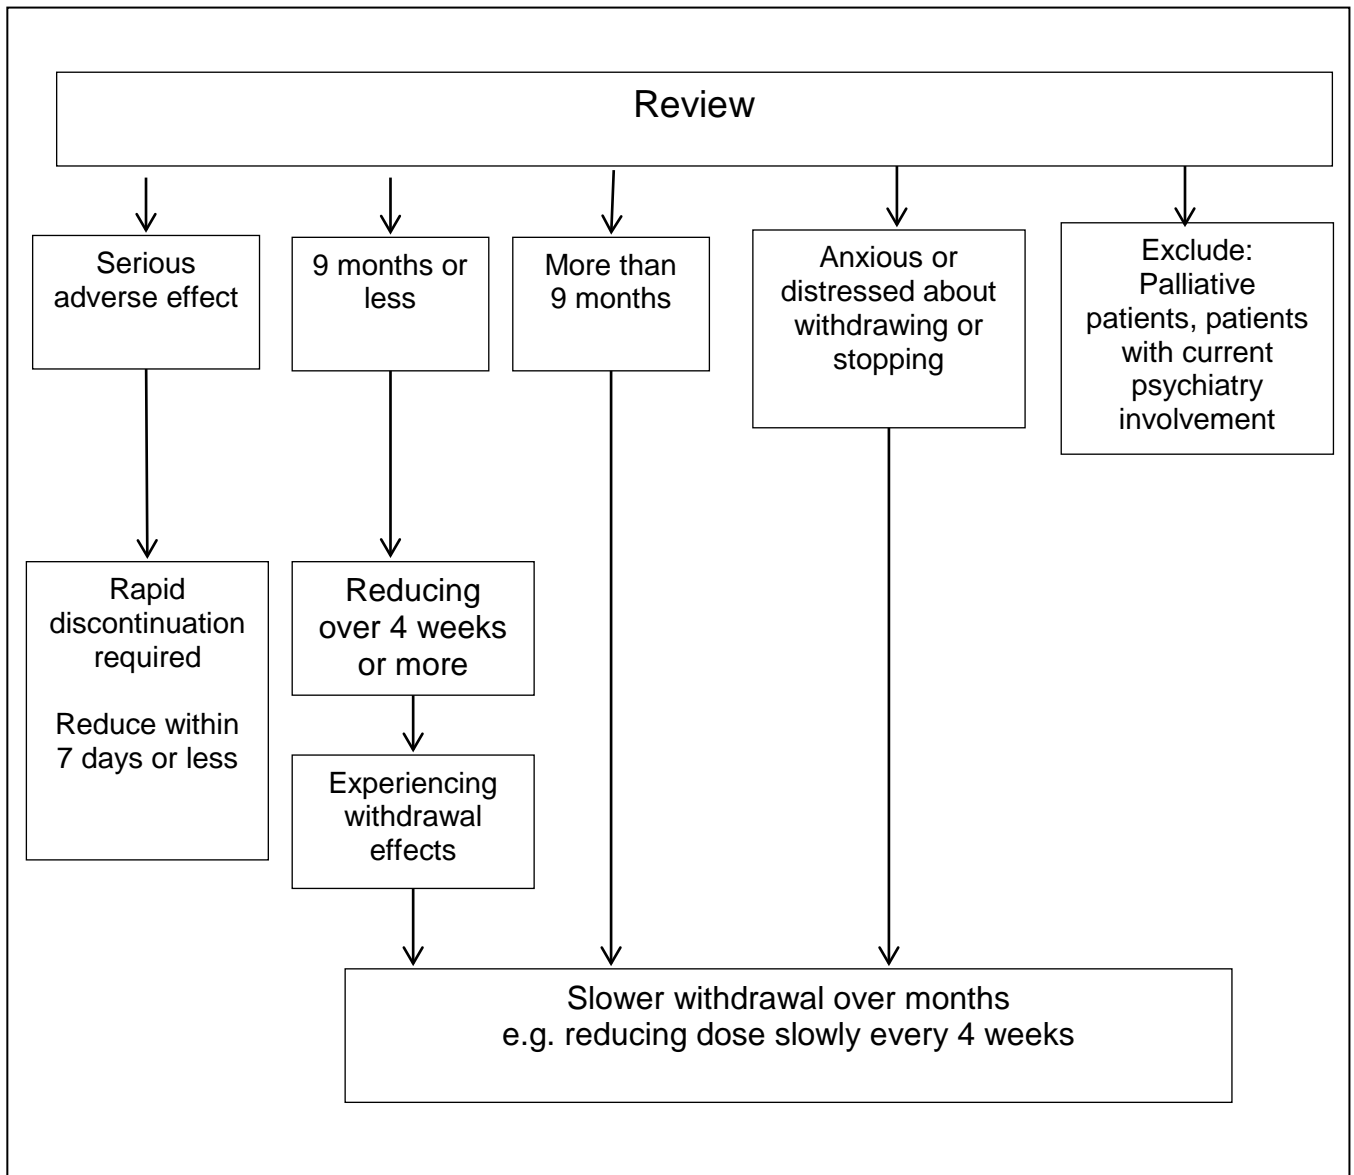 Review
Serious
adverse effect
9 months or
less
More than
9 months
Anxious or
distressed about
withdrawing or
stopping
Exclude:
Palliative
patients, patients
with current
psychiatry
involvement
Rapid
discontinuation
required
Reduce within
7 days or less
Reducing
over 4 weeks
or more
Experiencing
withdrawal
effects
Slower withdrawal over months
e.g. reducing dose slowly every 4 weeks